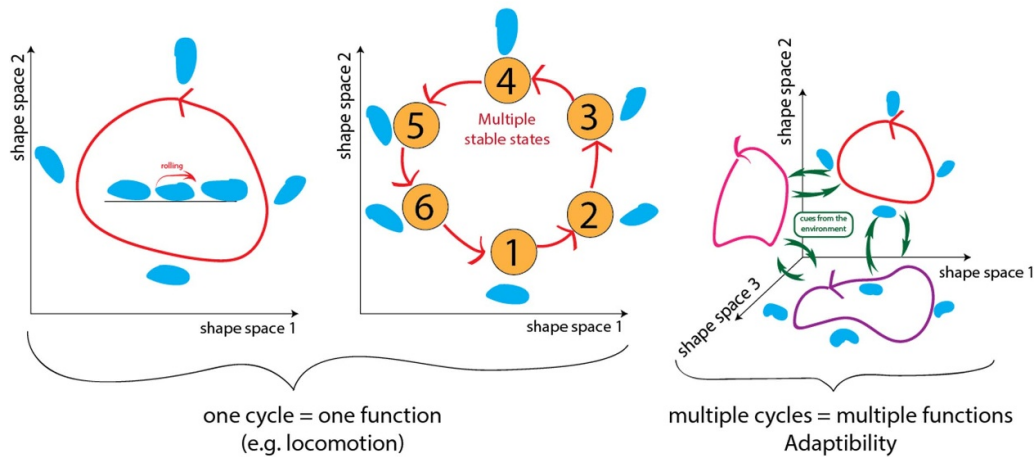 shape space 2
rolling
shape space 1
shape space 2
4
5
3
Multiple
stable states
6
2
1
shape space 1
one cycle = one function
(e.g. locomotion)
shape space 2
cues from the
environment
shape space 1
shape space 3
multiple cycles = multiple functions
Adaptibility